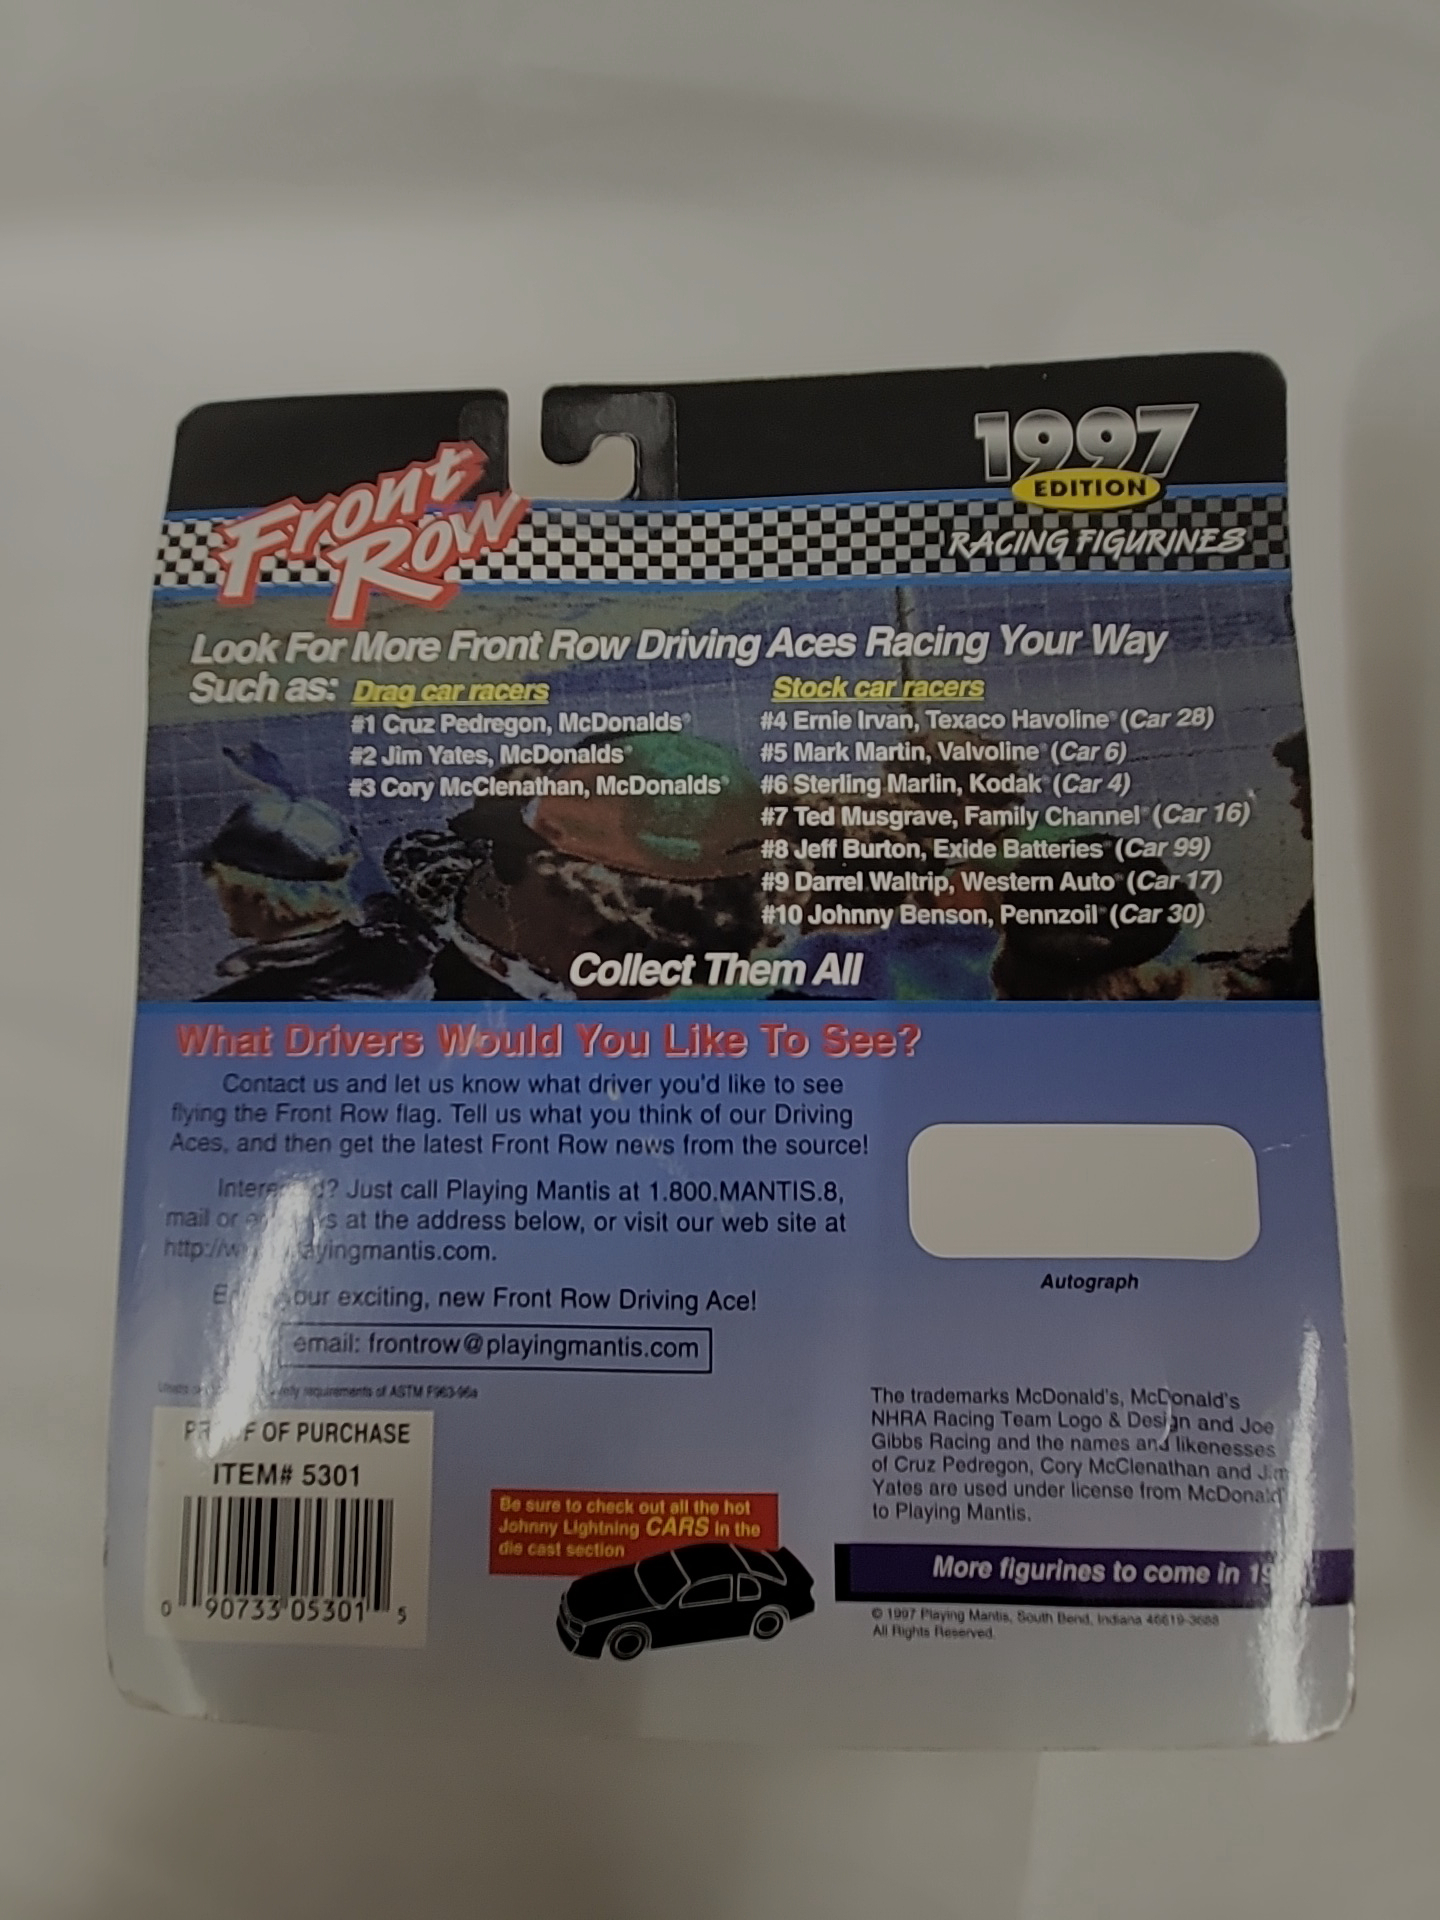 Front Row
1997
EDITION
RACING FIGURINES
Look For More Front Row Driving Aces Racing Your Way
Such as: Drag car racers
#1 Cruz Pedregon, McDonalds®
#2 Jim Yates, McDonalds®
#3 Cory McClenathan, McDonalds®
Stock car racers
#4 Ernie Irvan, Texaco Havoline® (Car 28)
#5 Mark Martin, Valvoline® (Car 6)
#6 Sterling Marlin, Kodak® (Car 4)
#7 Ted Musgrave, Family Channel® (Car 16)
#8 Jeff Burton, Exide Batteries® (Car 99)
#9 Darrel Waltrip, Western Auto® (Car 17)
#10 Johnny Benson, Pennzoil® (Car 30)
Collect Them All
What Drivers Would You Like To See?
Contact us and let us know what driver you'd like to see
flying the Front Row flag. Tell us what you think of our Driving
Aces, and then get the latest Front Row news from the source!
? Just call Playing Mantis at 1.800.MANTIS.8,
mail or at the address below, or visit our web site at
ayingmantis.com.
our exciting, new Front Row Driving Ace!
email: frontrow@playingmantis.com
requirements of ASTM F963-96a
OF PURCHASE
ITEM# 5301
0 90733 05301 5
Be sure to check out all the hot
Johnny Lightning CARS in the
die cast section
Autograph
The trademarks McDonald's, McDonald's
NHRA Racing Team Logo & Design and Joe
Gibbs Racing and the names and likenesses
of Cruz Pedregon, Cory McClenathan and Jim
Yates are used under license from McDonald's
to Playing Mantis.
More figurines to come in
© 1997 Playing Mantis, South Bend, Indiana 46619-3688
All Rights Reserved.